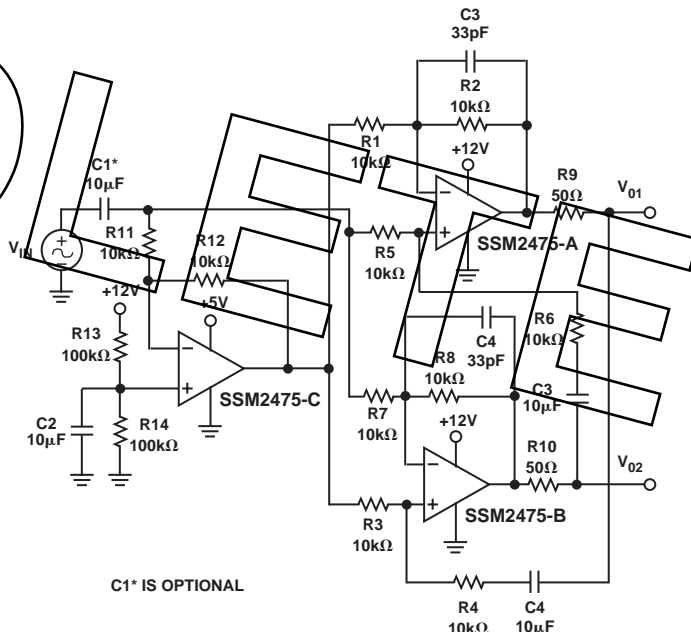 C3
33pF
R2
10kΩ
R1
10kΩ
+12V
C1*
10µF
R9
50Ω
V01
R11
10kΩ
VIN
R12
10kΩ
R5
10kΩ
SSM2475-A
+12V
+5V
R13
100kΩ
C4
33pF
R6
10kΩ
R8
10kΩ
SSM2475-C
C3
10µF
R7
10kΩ
+12V
C2
10µF
R14
100kΩ
R10
50Ω
V02
R3
10kΩ
SSM2475-B
C1* IS OPTIONAL
R4
10kΩ
C4
10µF